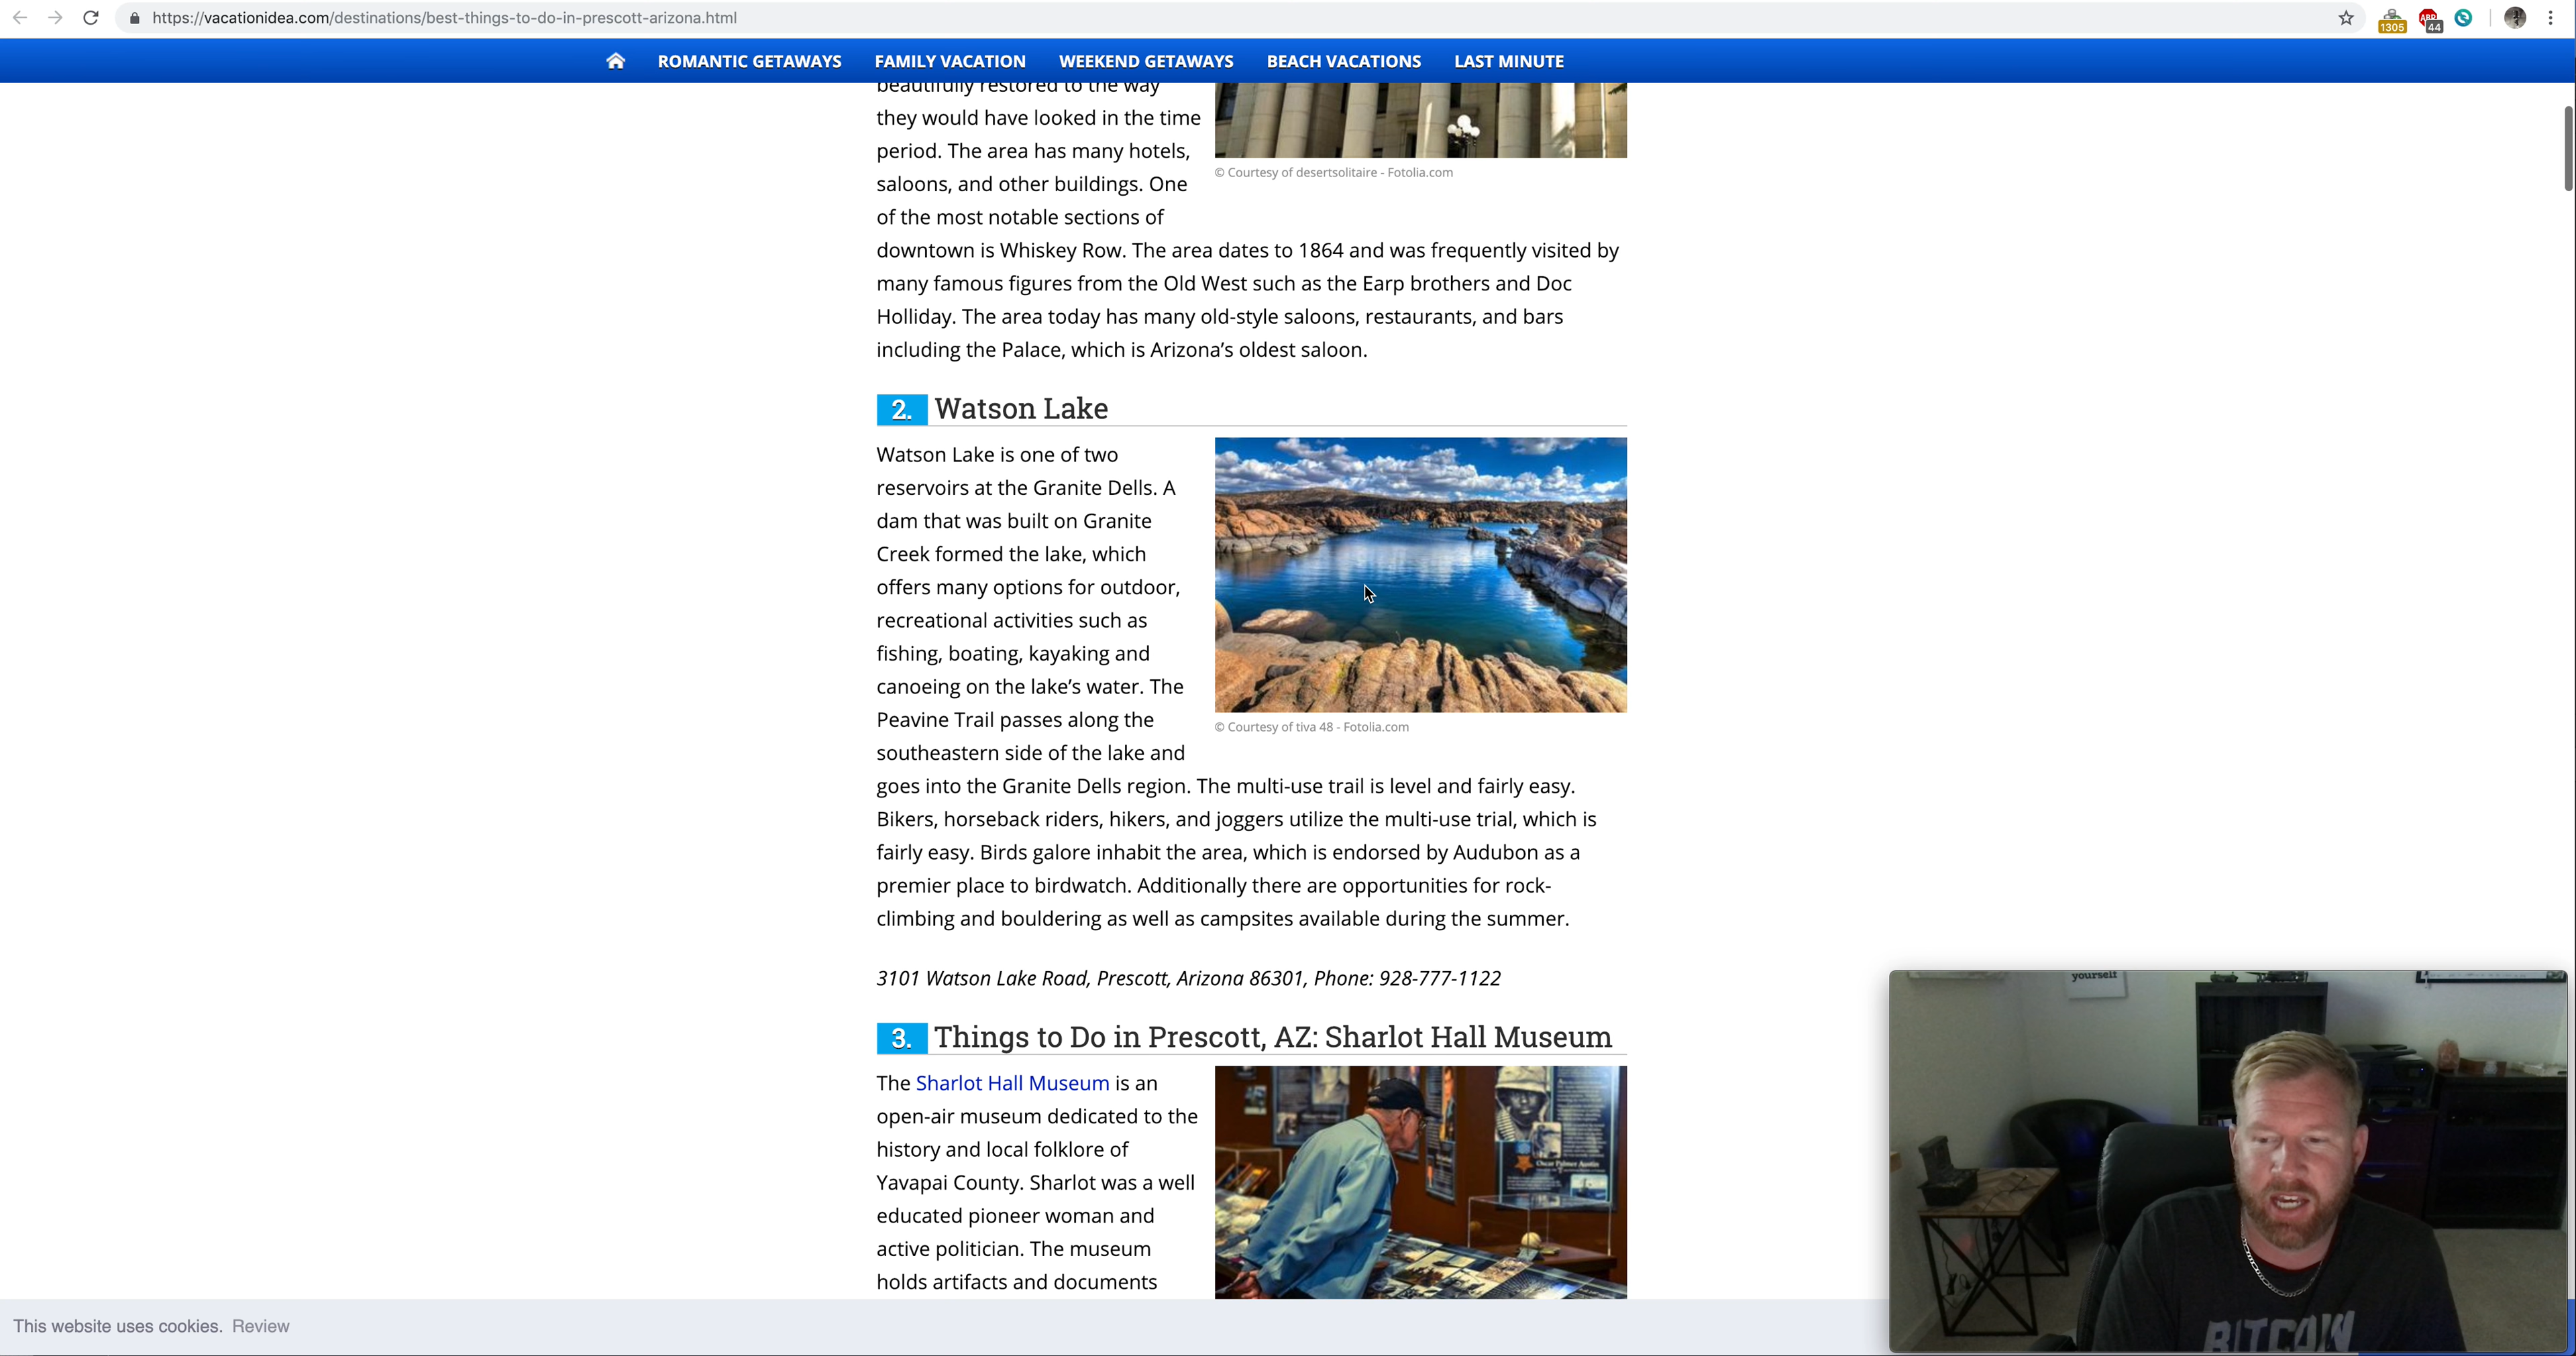 https://vacationidea.com/destinations/best-things-to-do-in-prescott-arizona.html
1305
ABP
44
ROMANTIC GETAWAYS
FAMILY VACATION
WEEKEND GETAWAYS
BEACH VACATIONS
LAST MINUTE
beautifully restored to the way
they would have looked in the time
period. The area has many hotels,
saloons, and other buildings. One
of the most notable sections of
downtown is Whiskey Row. The area dates to 1864 and was frequently visited by
many famous figures from the Old West such as the Earp brothers and Doc
Holliday. The area today has many old-style saloons, restaurants, and bars
including the Palace, which is Arizona’s oldest saloon.
© Courtesy of desertsolitaire - Fotolia.com
2. Watson Lake
Watson Lake is one of two
reservoirs at the Granite Dells. A
dam that was built on Granite
Creek formed the lake, which
offers many options for outdoor,
recreational activities such as
fishing, boating, kayaking and
canoeing on the lake’s water. The
Peavine Trail passes along the
southeastern side of the lake and
goes into the Granite Dells region. The multi-use trail is level and fairly easy.
Bikers, horseback riders, hikers, and joggers utilize the multi-use trial, which is
fairly easy. Birds galore inhabit the area, which is endorsed by Audubon as a
premier place to birdwatch. Additionally there are opportunities for rock-
climbing and bouldering as well as campsites available during the summer.
© Courtesy of tiva 48 - Fotolia.com
3101 Watson Lake Road, Prescott, Arizona 86301, Phone: 928-777-1122
3. Things to Do in Prescott, AZ: Sharlot Hall Museum
The Sharlot Hall Museum is an
open-air museum dedicated to the
history and local folklore of
Yavapai County. Sharlot was a well
educated pioneer woman and
active politician. The museum
holds artifacts and documents
Oscar Palmer Austin
yourself
BITCOIN
This website uses cookies. Review